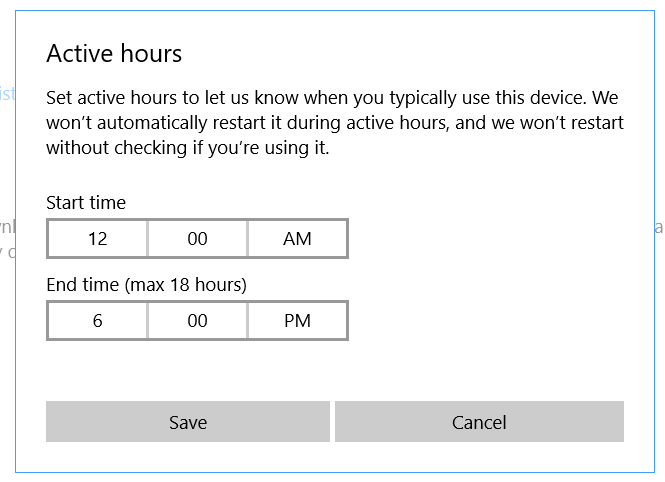 Active hours
Set active hours to let us know when you typically use this device. We
won’t automatically restart it during active hours, and we won’t restart
without checking if you’re using it.
Start time
12 00 AM
End time (max 18 hours)
6 00 PM
Save Cancel